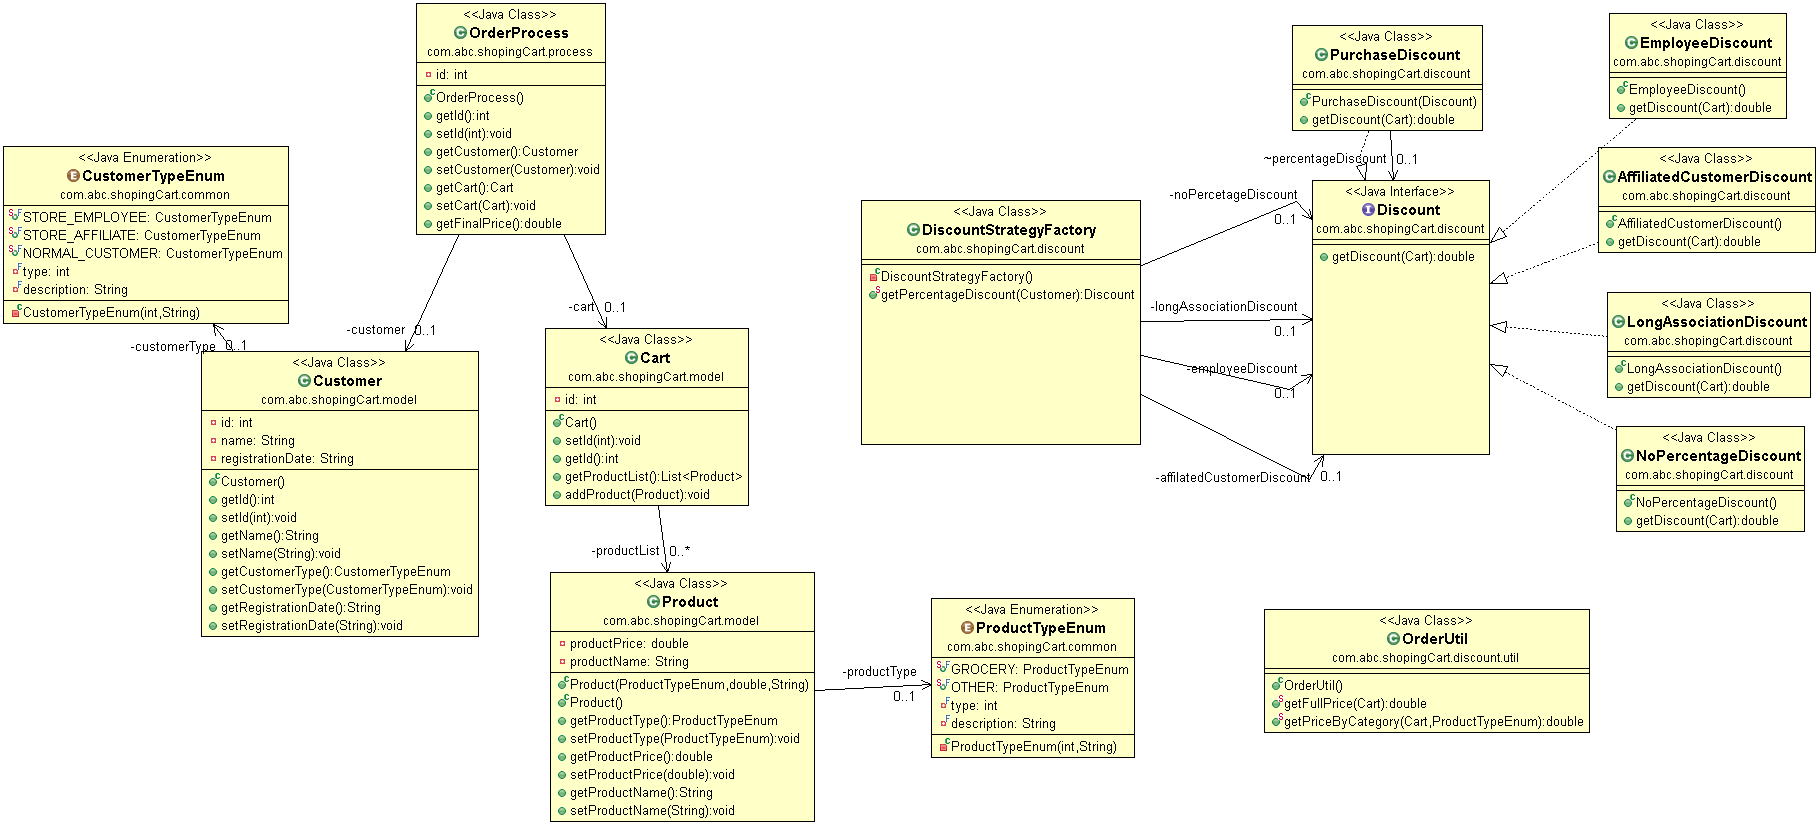 <<Java Class>>
OrderProcess
com.abc.shopingCart.process
id: int
OrderProcess()
getId():int
setId(int):void
getCustomer():Customer
setCustomer(Customer):void
getCart():Cart
setCart(Cart):void
getFinalPrice():double
<<Java Enumeration>>
CustomerTypeEnum
com.abc.shopingCart.common
STORE_EMPLOYEE: CustomerTypeEnum
STORE_AFFILIATE: CustomerTypeEnum
NORMAL_CUSTOMER: CustomerTypeEnum
type: int
description: String
CustomerTypeEnum(int,String)
-customerType 0..1
-customer 0..1
-cart 0..1
<<Java Class>>
Customer
com.abc.shopingCart.model
id: int
name: String
registrationDate: String
Customer()
getId():int
setId(int):void
getName():String
setName(String):void
getCustomerType():CustomerTypeEnum
setCustomerType(CustomerTypeEnum):void
getRegistrationDate():String
setRegistrationDate(String):void
<<Java Class>>
Cart
com.abc.shopingCart.model
id: int
Cart()
setId(int):void
getId():int
getProductList():List<Product>
addProduct(Product):void
-productList 0..*
<<Java Class>>
Product
com.abc.shopingCart.model
productPrice: double
productName: String
Product(ProductTypeEnum,double,String)
Product()
getProductType():ProductTypeEnum
setProductType(ProductTypeEnum):void
getProductPrice():double
setProductPrice(double):void
getProductName():String
setProductName(String):void
-productType
0..1
<<Java Enumeration>>
ProductTypeEnum
com.abc.shopingCart.common
GROCERY: ProductTypeEnum
OTHER: ProductTypeEnum
type: int
description: String
ProductTypeEnum(int,String)
<<Java Class>>
DiscountStrategyFactory
com.abc.shopingCart.discount
DiscountStrategyFactory()
getPercentageDiscount(Customer):Discount
-noPercetageDiscount
0..1
-longAssociationDiscount
0..1
-employeeDiscount
0..1
-affilatedCustomerDiscount
0..1
<<Java Class>>
PurchaseDiscount
com.abc.shopingCart.discount
PurchaseDiscount(Discount)
getDiscount(Cart):double
~percentageDiscount 0..1
<<Java Interface>>
Discount
com.abc.shopingCart.discount
getDiscount(Cart):double
<<Java Class>>
EmployeeDiscount
com.abc.shopingCart.discount
EmployeeDiscount()
getDiscount(Cart):double
<<Java Class>>
AffiliatedCustomerDiscount
com.abc.shopingCart.discount
AffiliatedCustomerDiscount()
getDiscount(Cart):double
<<Java Class>>
LongAssociationDiscount
com.abc.shopingCart.discount
LongAssociationDiscount()
getDiscount(Cart):double
<<Java Class>>
NoPercentageDiscount
com.abc.shopingCart.discount
NoPercentageDiscount()
getDiscount(Cart):double
<<Java Class>>
OrderUtil
com.abc.shopingCart.discount.util
OrderUtil()
getFullPrice(Cart):double
getPriceByCategory(Cart,ProductTypeEnum):double